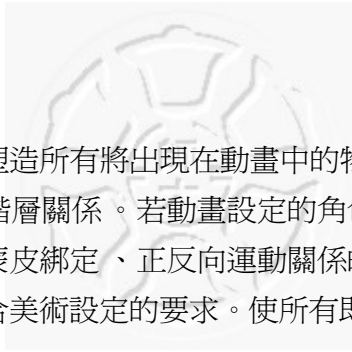 塑造所有將出現在動畫中的物
階層關係。若動畫設定的角
皮綁定、正反向運動關係
合美術設定的要求。使所有即